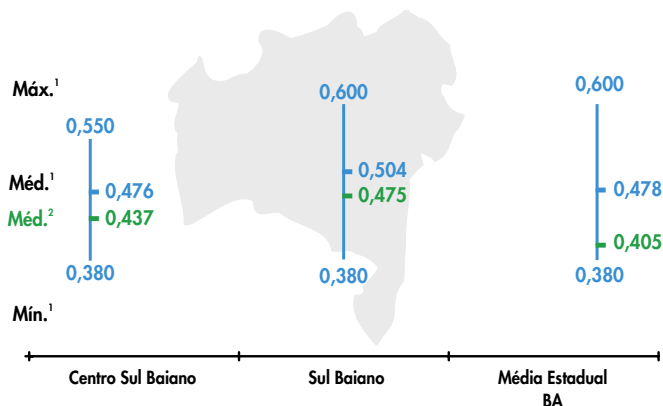 Máx.¹
0,600
0,600
0,550
Méd.¹
0,476
0,504
0,478
Méd.²
0,437
0,475
0,405
0,380
0,380
0,380
Mín.¹
Centro Sul Baiano
Sul Baiano
Média Estadual
BA